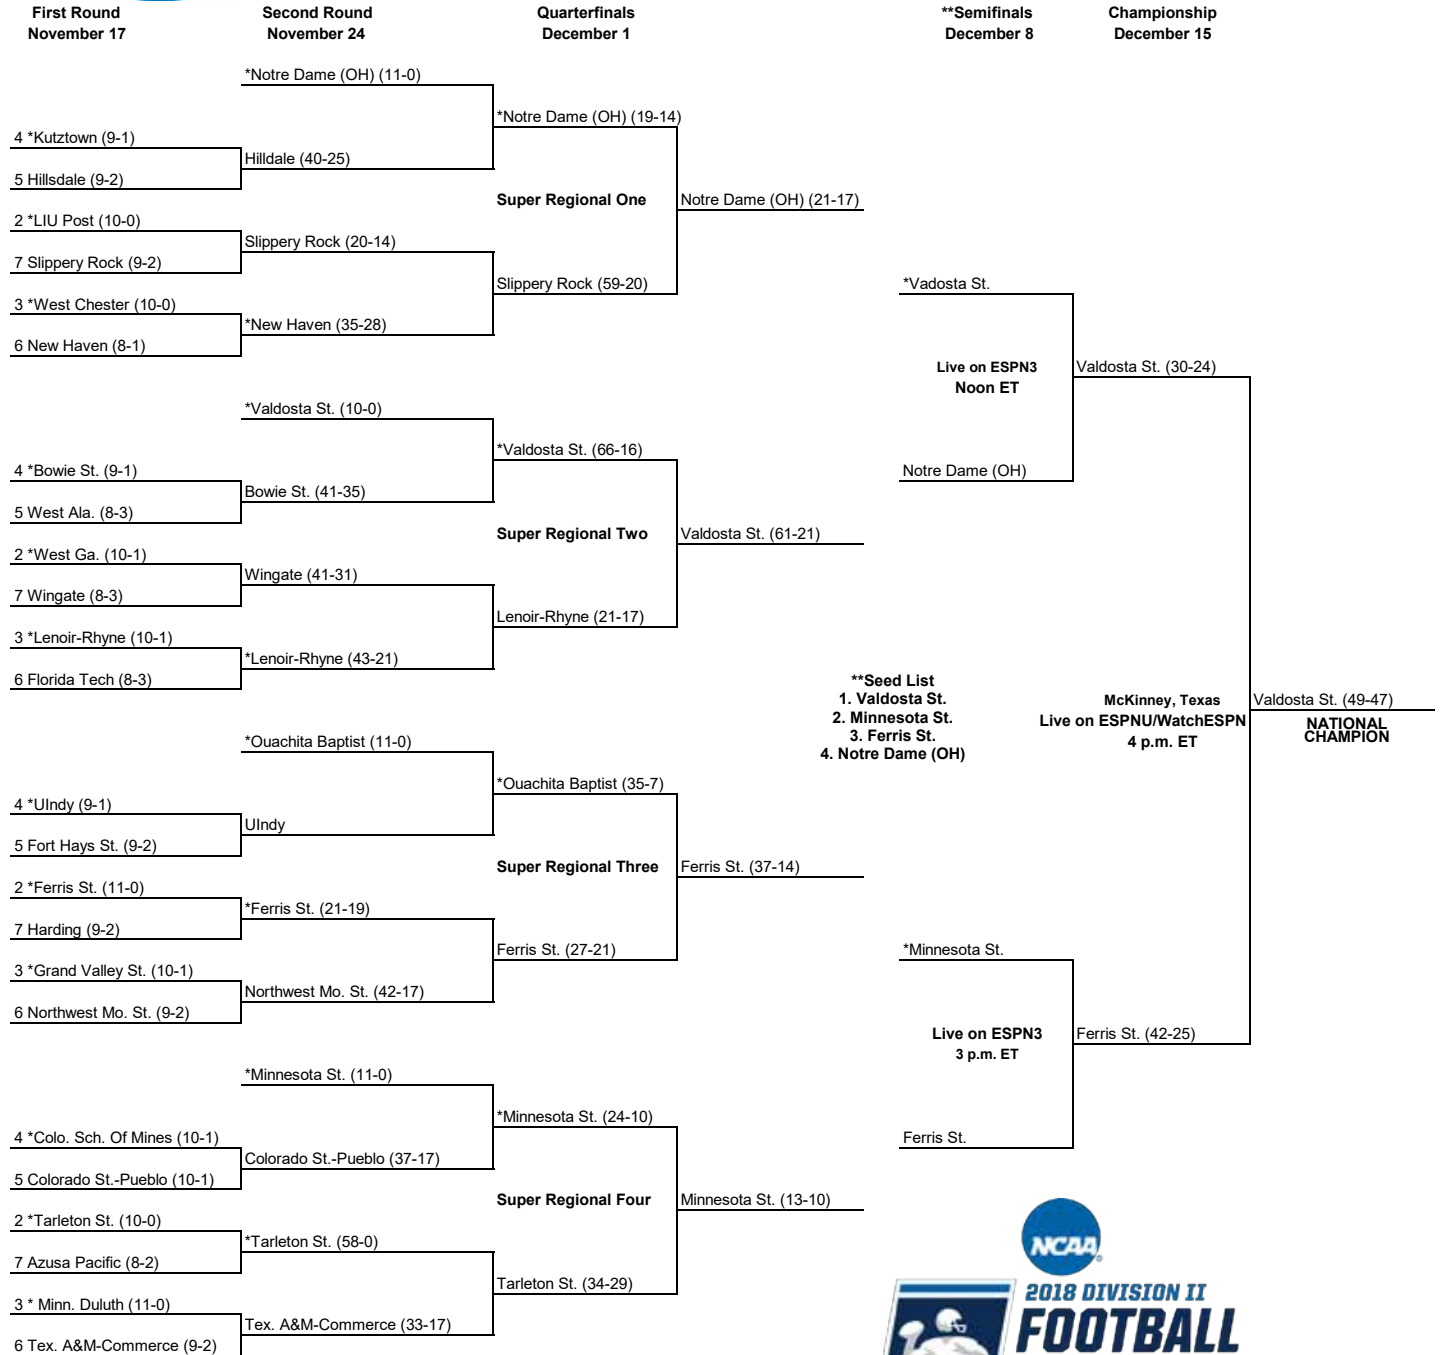 First Round
November 17
Second Round
November 24
Quarterfinals
December 1
**Semifinals
December 8
Championship
December 15
*Notre Dame (OH) (11-0)
*Notre Dame (OH) (19-14)
4 *Kutztown (9-1)
Hilldale (40-25)
5 Hillsdale (9-2)
Super Regional One
Notre Dame (OH) (21-17)
2 *LIU Post (10-0)
Slippery Rock (20-14)
7 Slippery Rock (9-2)
Slippery Rock (59-20)
3 *West Chester (10-0)
*New Haven (35-28)
6 New Haven (8-1)
*Vadosta St.
Live on ESPN3
Noon ET
Valdosta St. (30-24)
Notre Dame (OH)
*Valdosta St. (10-0)
*Valdosta St. (66-16)
4 *Bowie St. (9-1)
Bowie St. (41-35)
5 West Ala. (8-3)
Super Regional Two
Valdosta St. (61-21)
2 *West Ga. (10-1)
Wingate (41-31)
7 Wingate (8-3)
Lenoir-Rhyne (21-17)
3 *Lenoir-Rhyne (10-1)
*Lenoir-Rhyne (43-21)
6 Florida Tech (8-3)
**Seed List
1. Valdosta St.
2. Minnesota St.
3. Ferris St.
4. Notre Dame (OH)
McKinney, Texas
Live on ESPNU/WatchESPN
4 p.m. ET
Valdosta St. (49-47)
NATIONAL
CHAMPION
*Ouachita Baptist (11-0)
*Ouachita Baptist (35-7)
4 *UIndy (9-1)
UIndy
5 Fort Hays St. (9-2)
Super Regional Three
Ferris St. (37-14)
2 *Ferris St. (11-0)
*Ferris St. (21-19)
7 Harding (9-2)
Ferris St. (27-21)
3 *Grand Valley St. (10-1)
Northwest Mo. St. (42-17)
6 Northwest Mo. St. (9-2)
*Minnesota St.
Live on ESPN3
3 p.m. ET
Ferris St. (42-25)
Ferris St.
*Minnesota St. (11-0)
*Minnesota St. (24-10)
4 *Colo. Sch. Of Mines (10-1)
Colorado St.-Pueblo (37-17)
5 Colorado St.-Pueblo (10-1)
Super Regional Four
Minnesota St. (13-10)
2 *Tarleton St. (10-0)
*Tarleton St. (58-0)
7 Azusa Pacific (8-2)
Tarleton St. (34-29)
3 * Minn. Duluth (11-0)
Tex. A&M-Commerce (33-17)
6 Tex. A&M-Commerce (9-2)
NCAA
2018 DIVISION II
FOOTBALL